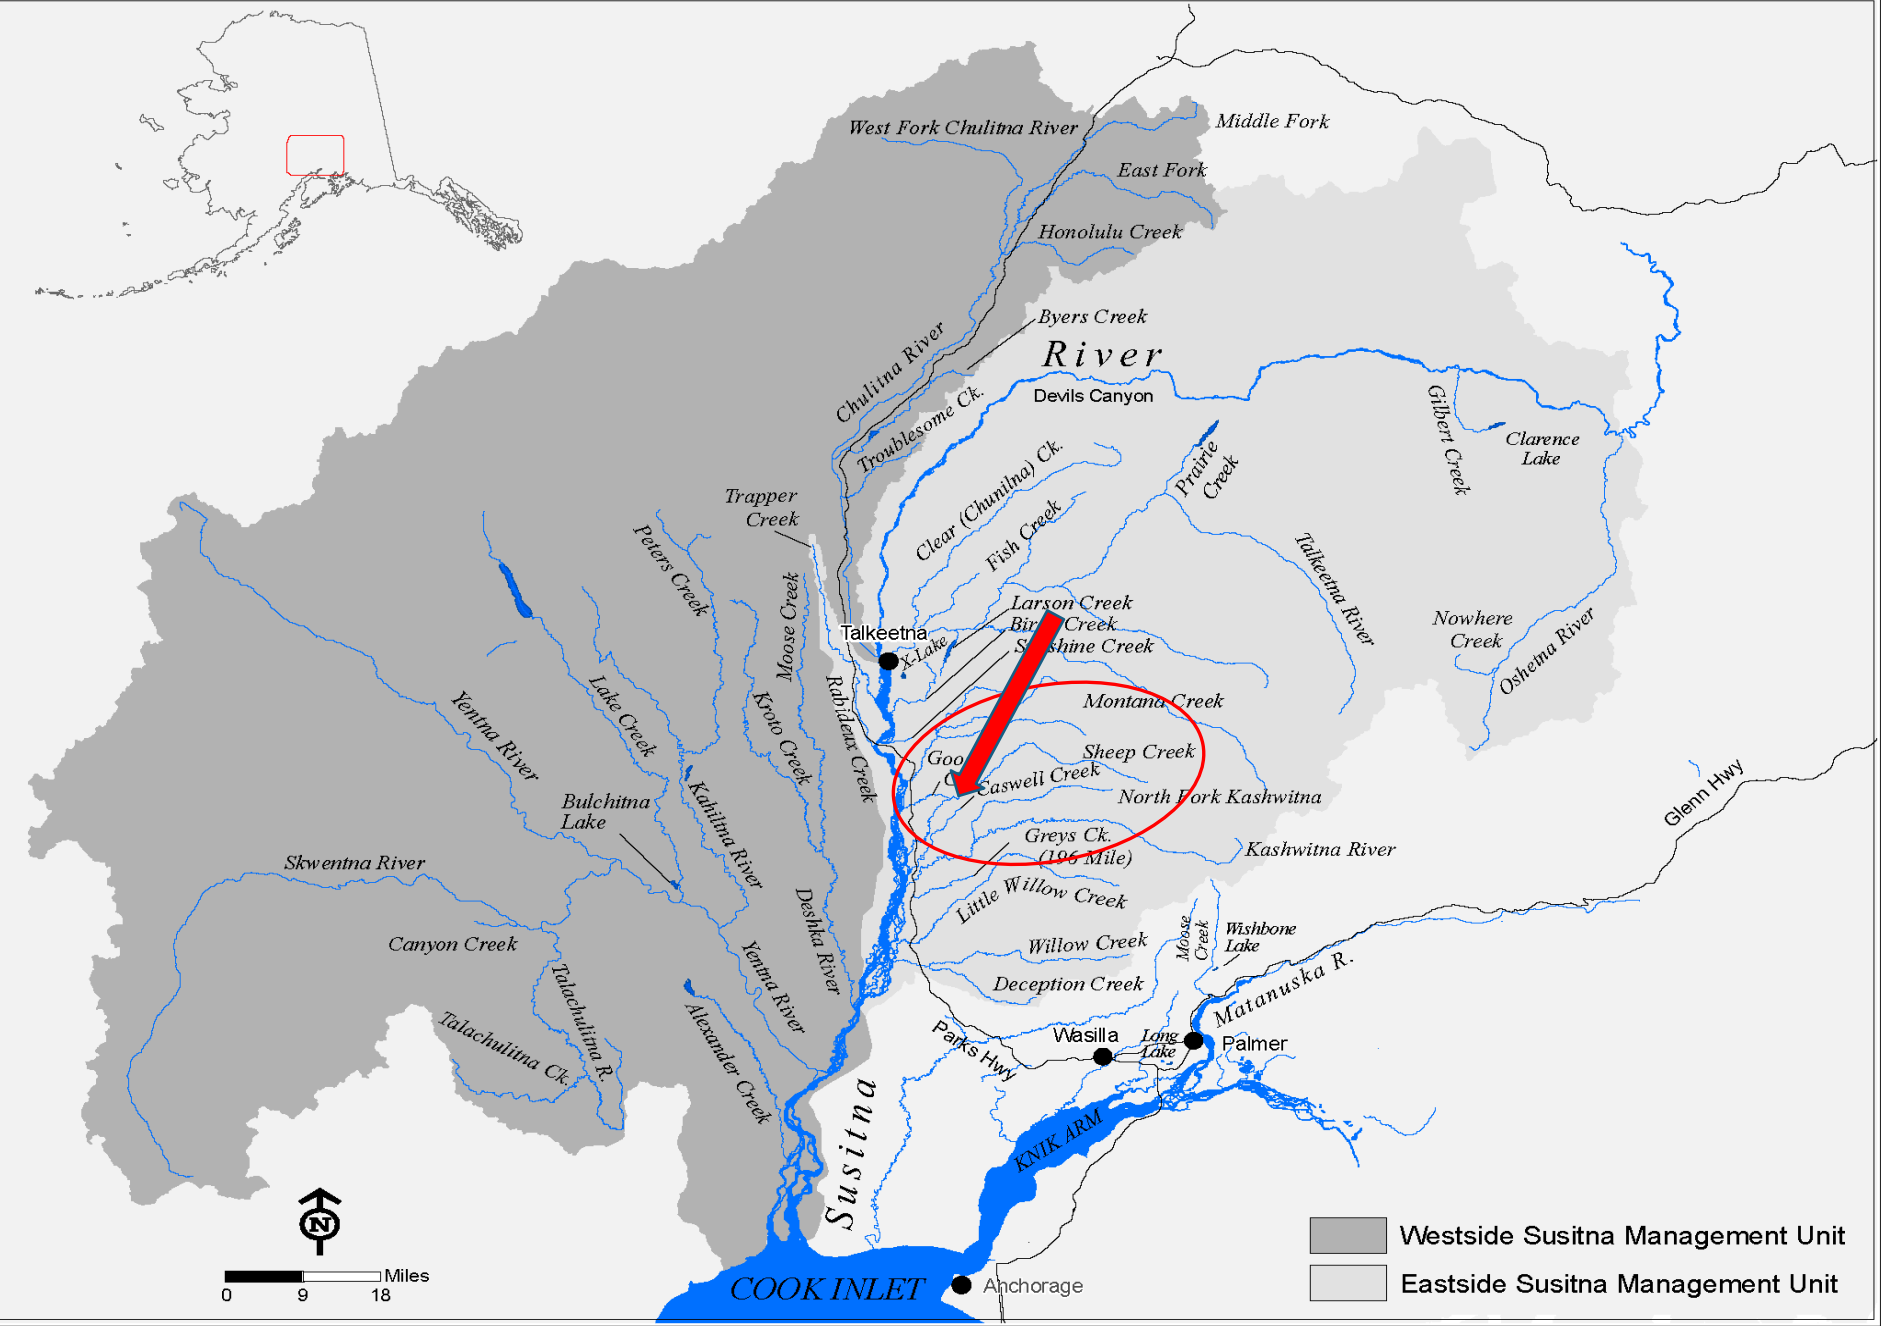 West Fork Chulitna River
Middle Fork
East Fork
Honolulu Creek
Byers Creek
River
Devils Canyon
Chulitna River
Troublesome Ck.
Gilbert Creek
Clarence
Lake
Prairie
Creek
Clear (Chunilna) Ck.
Fish Creek
Trapper
Creek
Peters Creek
Moose Creek
Talkeetna River
Larson Creek
Creek
Creek
Talkeetna
X-Lake
Nowhere
Creek
Oshetna River
Rabideux Creek
Kroto Creek
Lake Creek
Yentna River
Montana Creek
Sheep Creek
Caswell Creek
North Fork Kashwitna
Kahiltna River
Bulchitna
Lake
Greys Ck.
(196 Mile)
Kashwitna River
Glenn Hwy
Skwentna River
Little Willow Creek
Deshka River
Canyon Creek
Willow Creek
Moose
Creek
Wishbone
Lake
Deception Creek
Yentna River
Talachulitna R.
Talachulitna Ck.
Alexander Creek
Matanuska R.
Parks Hwy
Wasilla
Long
Lake
Palmer
Susitna
KNIK ARM
N
Miles
0 9 18
COOK INLET
Anchorage
Westside Susitna Management Unit
Eastside Susitna Management Unit